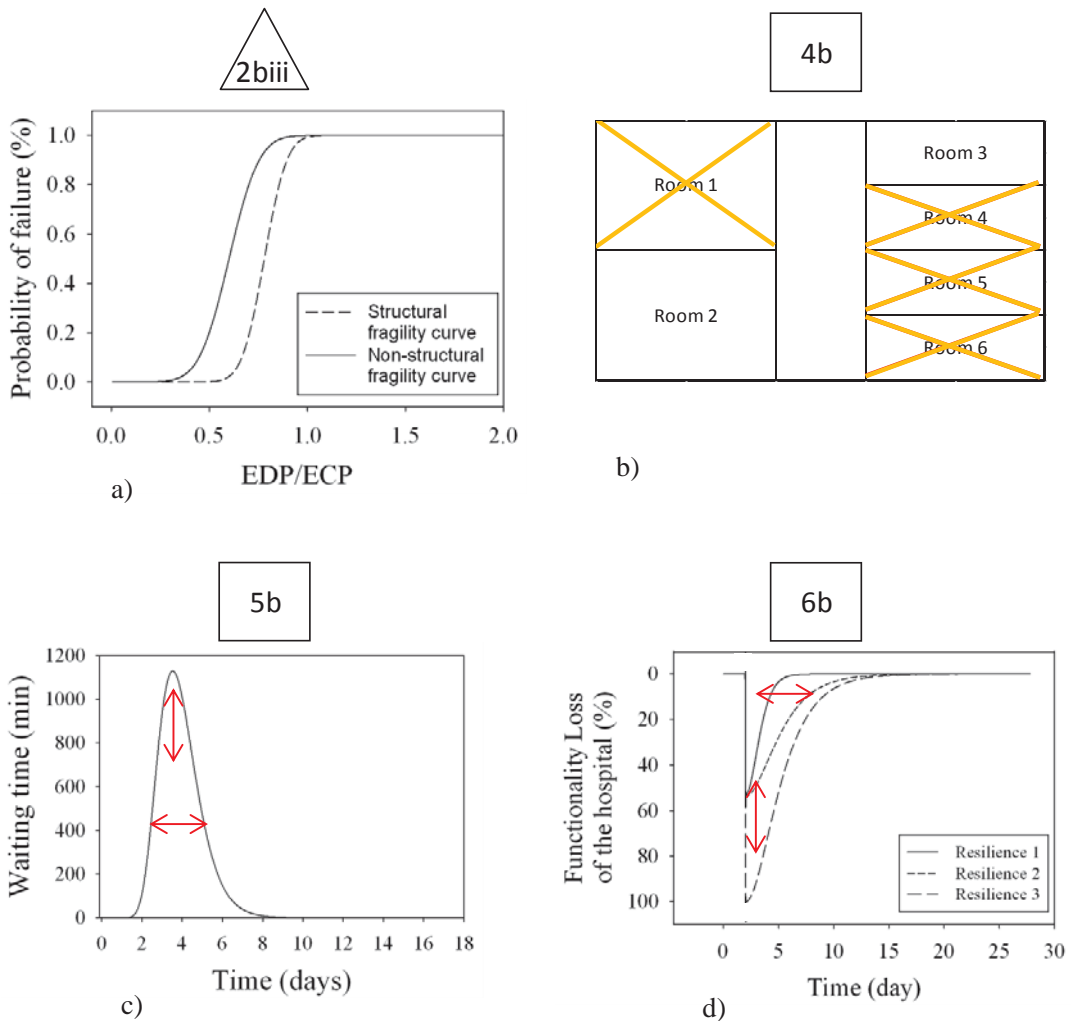 2biii
Probability of failure (%)
1.0
0.8
0.6
0.4
0.2
0.0
Structural
fragility curve
Non-structural
fragility curve
0.0 0.5 1.0 1.5 2.0
EDP/ECP
a)
4b
Room 1
Room 2
Room 3
Room 4
Room 5
Room 6
b)
5b
Waiting time (min)
1200
1000
800
600
400
200
0
0 2 4 6 8 10 12 14 16 18
Time (days)
c)
6b
Functionality Loss
of the hospital (%)
0
20
40
60
80
100
Resilience 1
Resilience 2
Resilience 3
0 5 10 15 20 25 30
Time (day)
d)